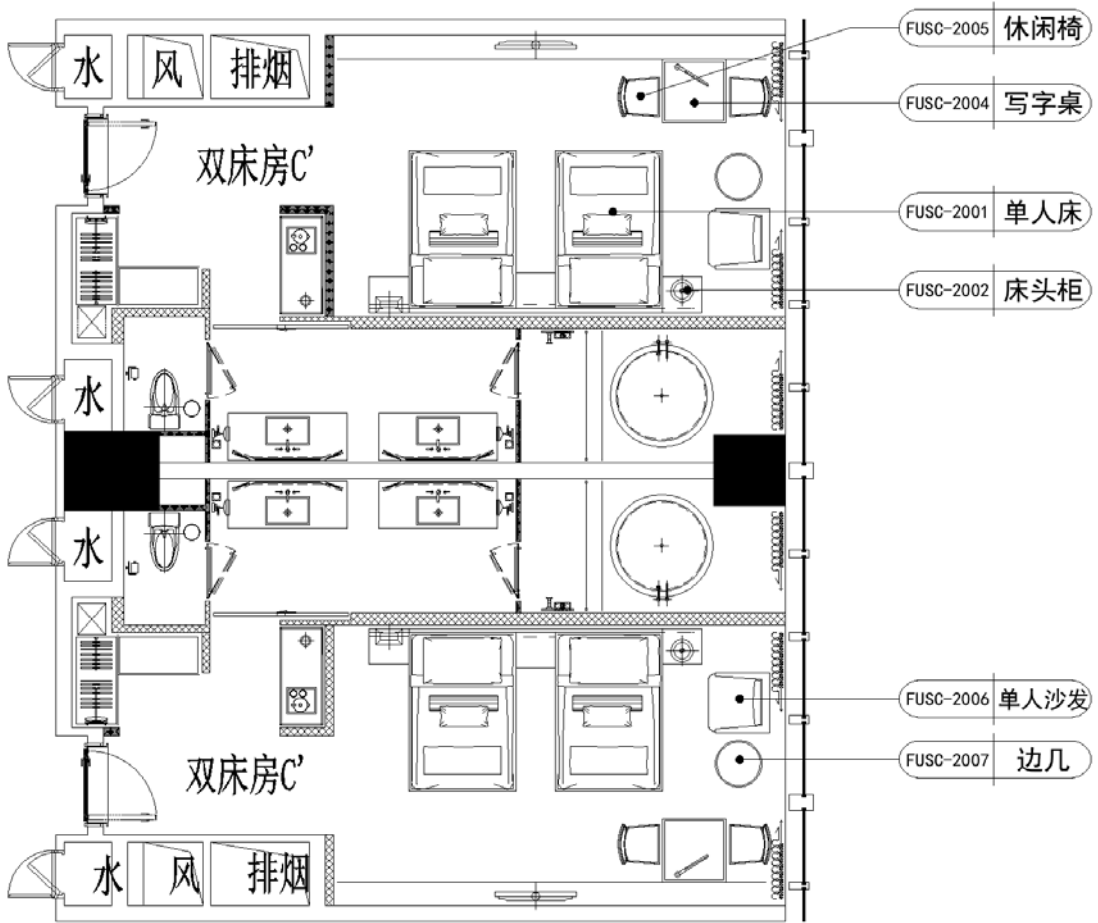 FUSC-2005 休闲椅
水 风 排烟
FUSC-2004 写字桌
双床房C'
FUSC-2001 单人床
FUSC-2002 床头柜
水
水
FUSC-2006 单人沙发
FUSC-2007 边几
双床房C'
水 风 排烟